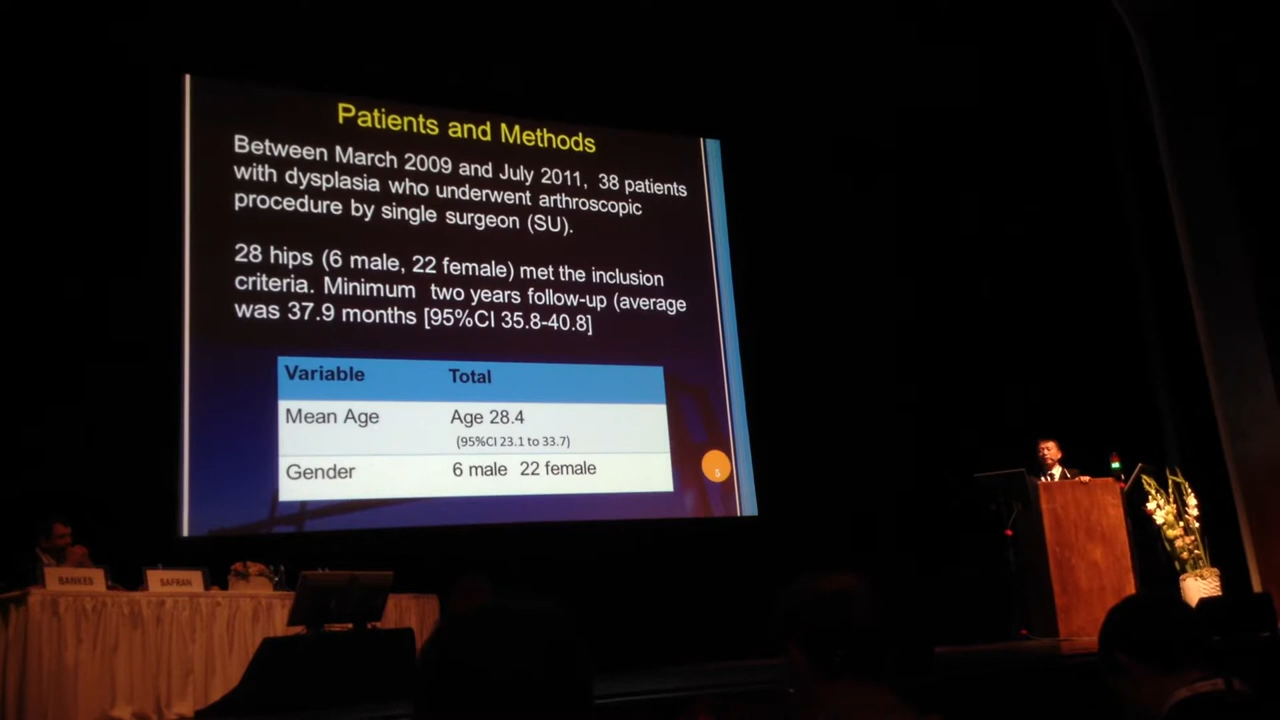 Patients and Methods
Between March 2009 and July 2011, 38 patients
with dysplasia who underwent arthroscopic
procedure by single surgeon (SU).
28 hips (6 male, 22 female) met the inclusion
criteria. Minimum two years follow-up (average
was 37.9 months [95%CI 35.8-40.8]
Variable Total
Mean Age Age 28.4
(95%CI 23.1 to 33.7)
Gender 6 male 22 female
5
BANKES
SAFRAN